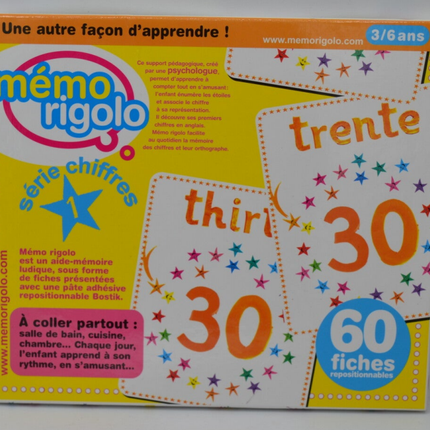 Une autre façon d'apprendre !
www.memorigolo.com
3/6 ans
mémo
rigolo
Ce support pédagogique, créé
par une psychologue,
permet d'apprendre à
compter tout en s'amusant:
l'enfant énumère les étoiles
et associe le chiffre
à sa représentation.
Il découvre ses premiers
chiffres en anglais.
Mémo rigolo facilite
au quotidien la mémoire
des chiffres et leur orthographe.
série chiffres
1
trente
30
thirt
30
Mémo rigolo
est un aide-mémoire
ludique, sous forme
de fiches présentées
avec une pâte adhésive
repositionnable Bostik.
www.memorigolo.com
À coller partout :
salle de bain, cuisine,
chambre... Chaque jour,
l'enfant apprend à son
rythme, en s'amusant...
60
fiches
repositionnables